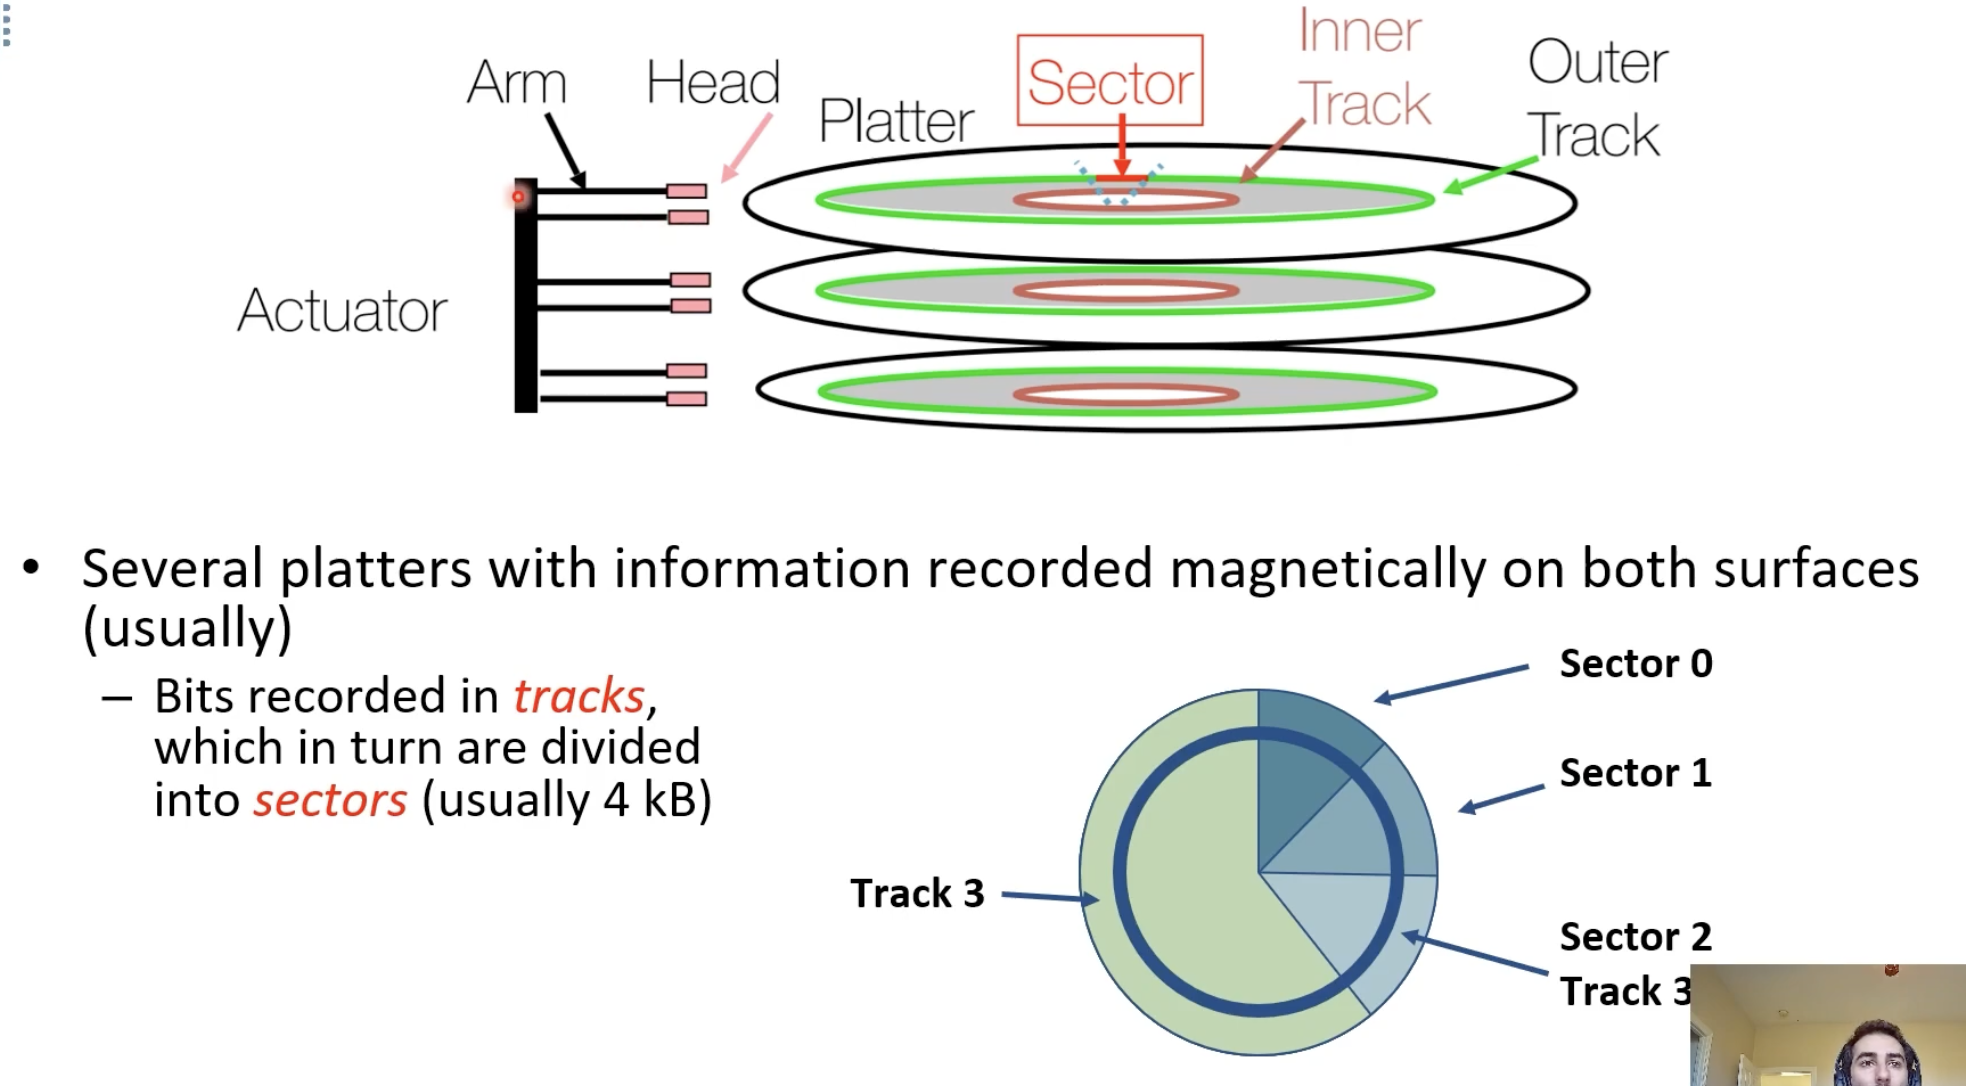 Arm
Head
Platter
Sector
Inner
Track
Outer
Track
Actuator
• Several platters with information recorded magnetically on both surfaces
(usually)
– Bits recorded in tracks,
which in turn are divided
into sectors (usually 4 kB)
Sector 0
Sector 1
Track 3
Sector 2
Track 3